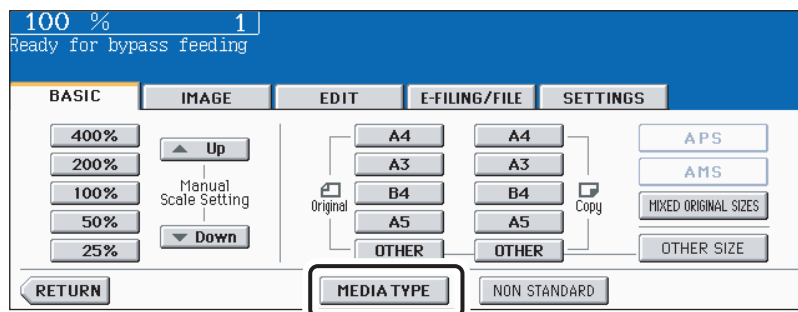 100 % 1
Ready for bypass feeding
BASIC IMAGE EDIT E-FILING/FILE SETTINGS
400% Up A4 A4 APS
200% A3 A3 AMS
100% Manual Scale Setting Original B4 B4 Copy MIXED ORIGINAL SIZES
50% Down A5 A5
25% OTHER OTHER OTHER SIZE
RETURN MEDIA TYPE NON STANDARD